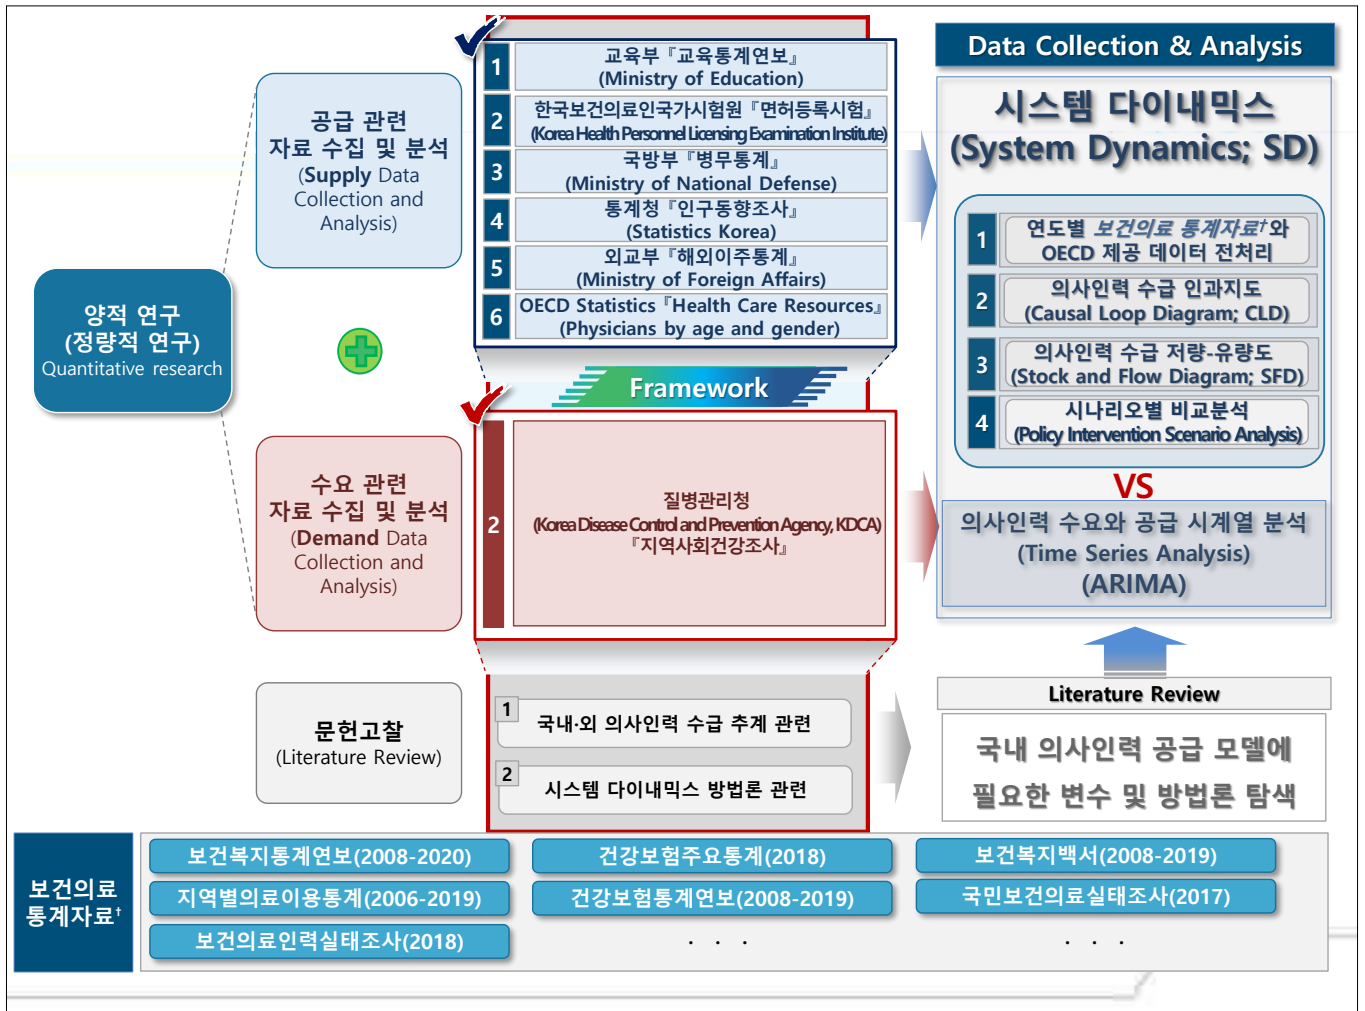 양적 연구
(정량적 연구)
Quantitative research
공급 관련
자료 수집 및 분석
(Supply Data
Collection and
Analysis)
수요 관련
자료 수집 및 분석
(Demand Data
Collection and
Analysis)
문헌고찰
(Literature Review)
1
교육부『교육통계연보』
(Ministry of Education)
2
한국보건의료인국가시험원『면허등록시험』
(Korea Health Personnel Licensing Examination Institute)
3
국방부『병무통계』
(Ministry of National Defense)
4
통계청『인구동향조사』
(Statistics Korea)
5
외교부『해외이주통계』
(Ministry of Foreign Affairs)
6
OECD Statistics『Health Care Resources』
(Physicians by age and gender)
Framework
2
질병관리청
(Korea Disease Control and Prevention Agency, KDCA)
『지역사회건강조사』
1
국내·외 의사인력 수급 추계 관련
2
시스템 다이내믹스 방법론 관련
Data Collection & Analysis
시스템 다이내믹스
(System Dynamics; SD)
1
연도별 보건의료 통계자료†와
OECD 제공 데이터 전처리
2
의사인력 수급 인과지도
(Causal Loop Diagram; CLD)
3
의사인력 수급 저량-유량도
(Stock and Flow Diagram; SFD)
4
시나리오별 비교분석
(Policy Intervention Scenario Analysis)
VS
의사인력 수요와 공급 시계열 분석
(Time Series Analysis)
(ARIMA)
Literature Review
국내 의사인력 공급 모델에
필요한 변수 및 방법론 탐색
보건의료
통계자료†
보건복지통계연보(2008-2020)
건강보험주요통계(2018)
보건복지백서(2008-2019)
지역별의료이용통계(2006-2019)
건강보험통계연보(2008-2019)
국민보건의료실태조사(2017)
보건의료인력실태조사(2018)
. . .
. . .